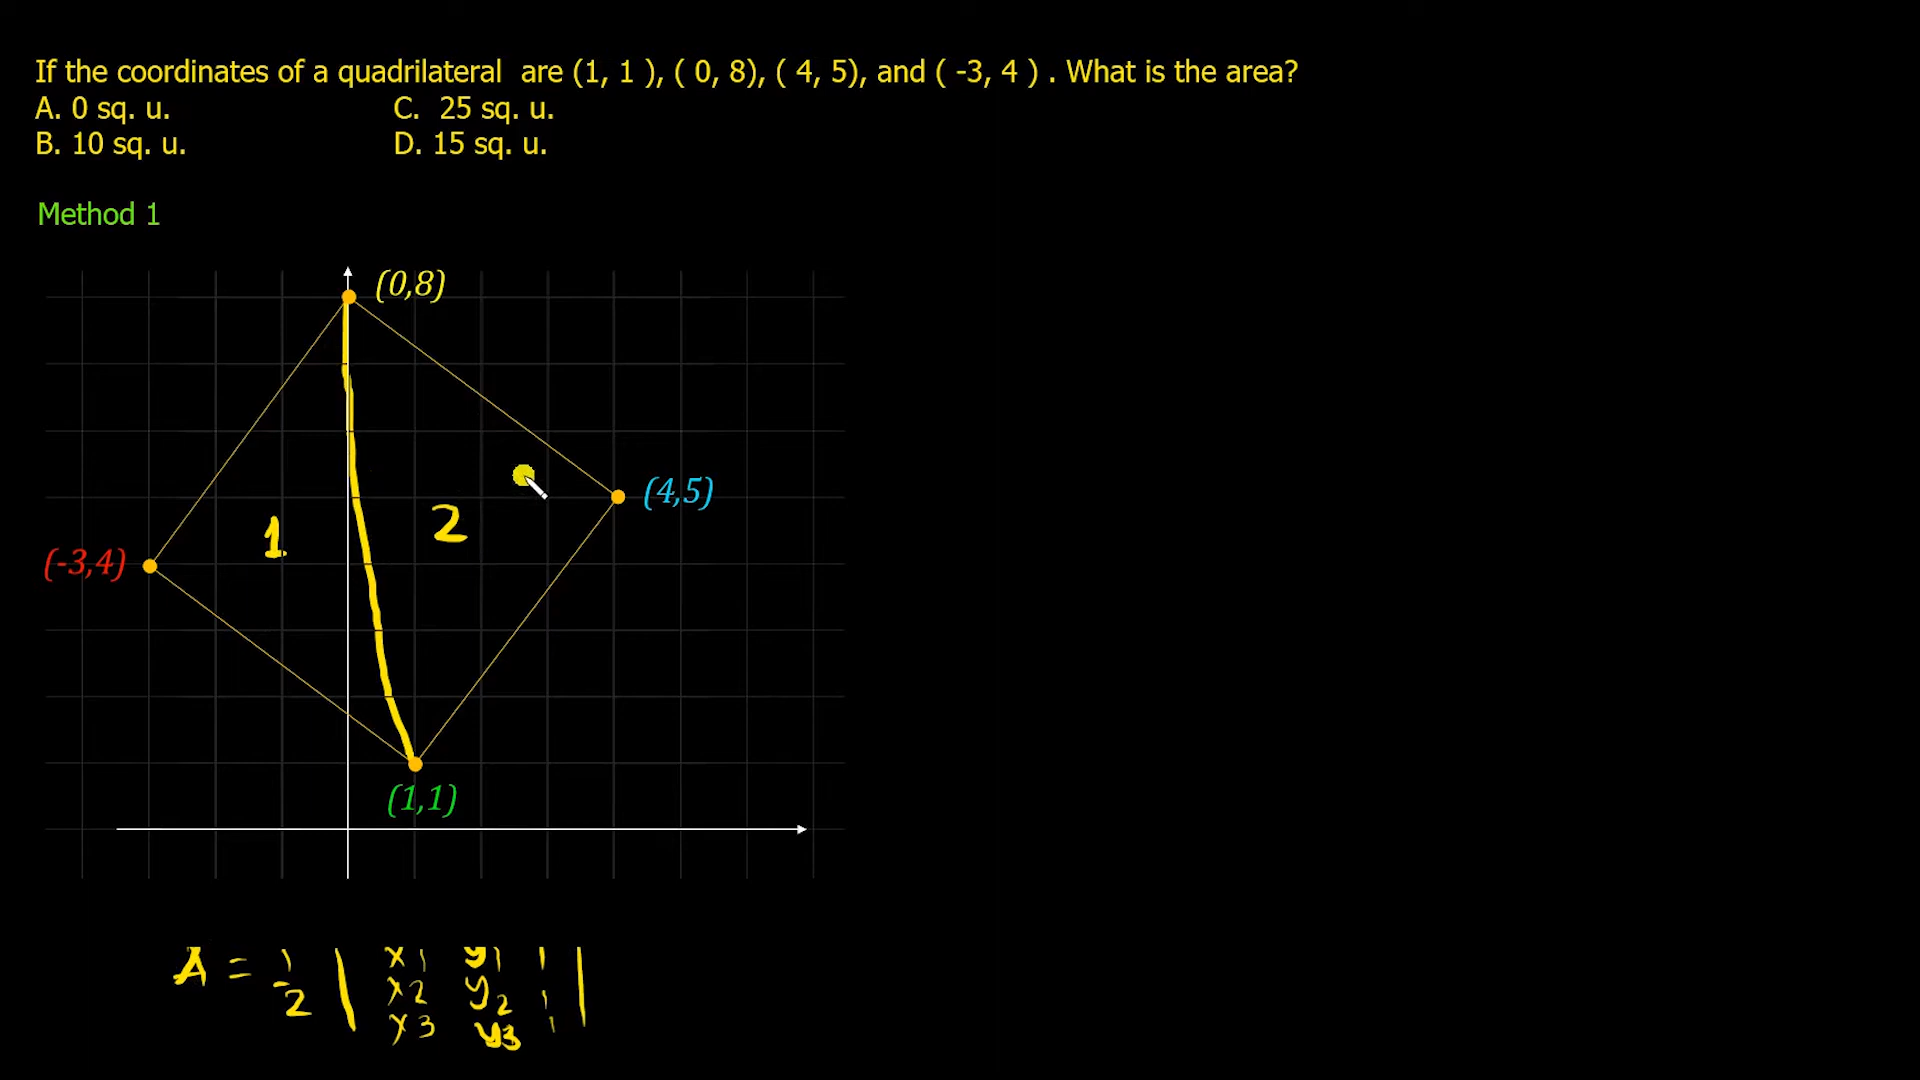 If the coordinates of a quadrilateral are (1, 1 ), ( 0, 8), ( 4, 5), and ( -3, 4 ) . What is the area?
A. 0 sq. u. C. 25 sq. u.
B. 10 sq. u. D. 15 sq. u.
Method 1
(0,8)
(4,5)
1 2
(-3,4)
(1,1)
A = 1/2 | x1 y1 1 |
x2 y2 1
x3 y3 1